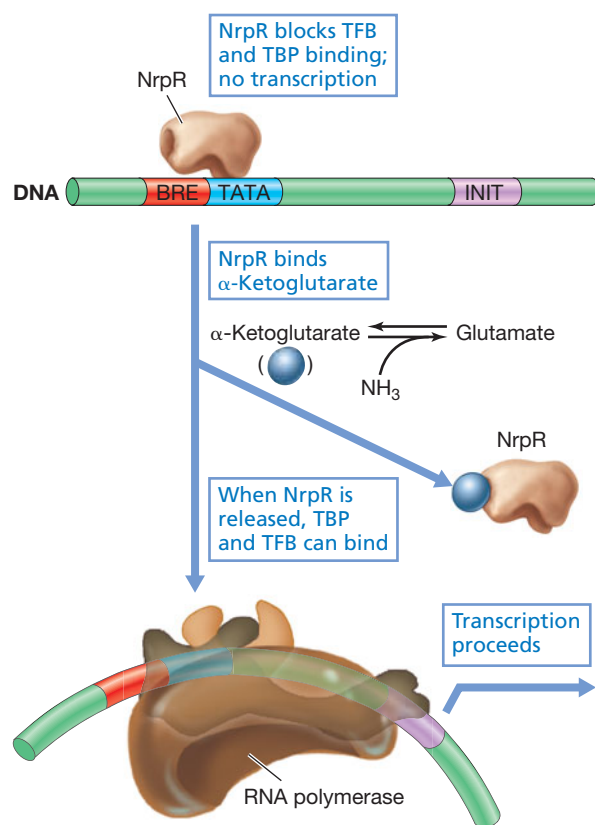 NrpR blocks TFB
and TBP binding;
no transcription
NrpR
DNA
BRE
TATA
INIT
NrpR binds
α-Ketoglutarate
α-Ketoglutarate
Glutamate
( )
NH₃
NrpR
When NrpR is
released, TBP
and TFB can bind
Transcription
proceeds
RNA polymerase